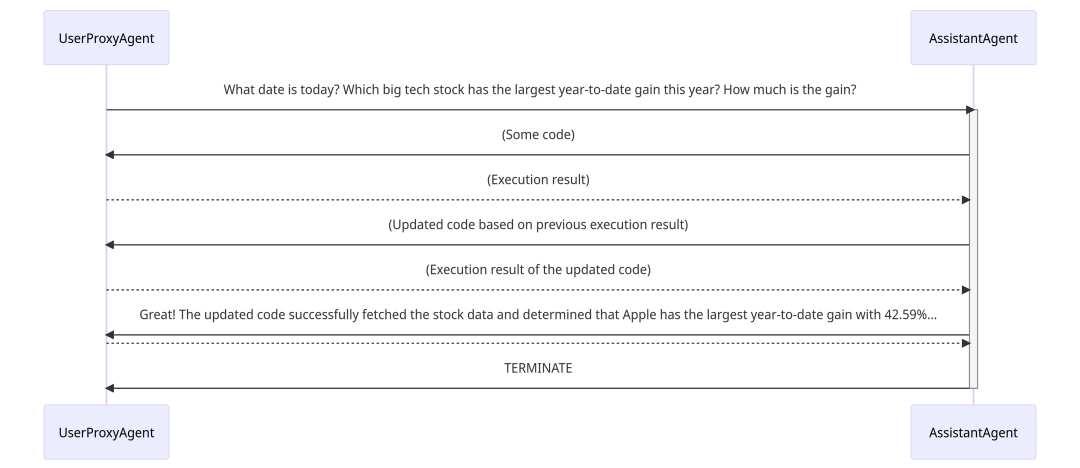 UserProxyAgent
AssistantAgent
What date is today? Which big tech stock has the largest year-to-date gain this year? How much is the gain?
(Some code)
(Execution result)
(Updated code based on previous execution result)
(Execution result of the updated code)
Great! The updated code successfully fetched the stock data and determined that Apple has the largest year-to-date gain with 42.59%...
TERMINATE
UserProxyAgent
AssistantAgent